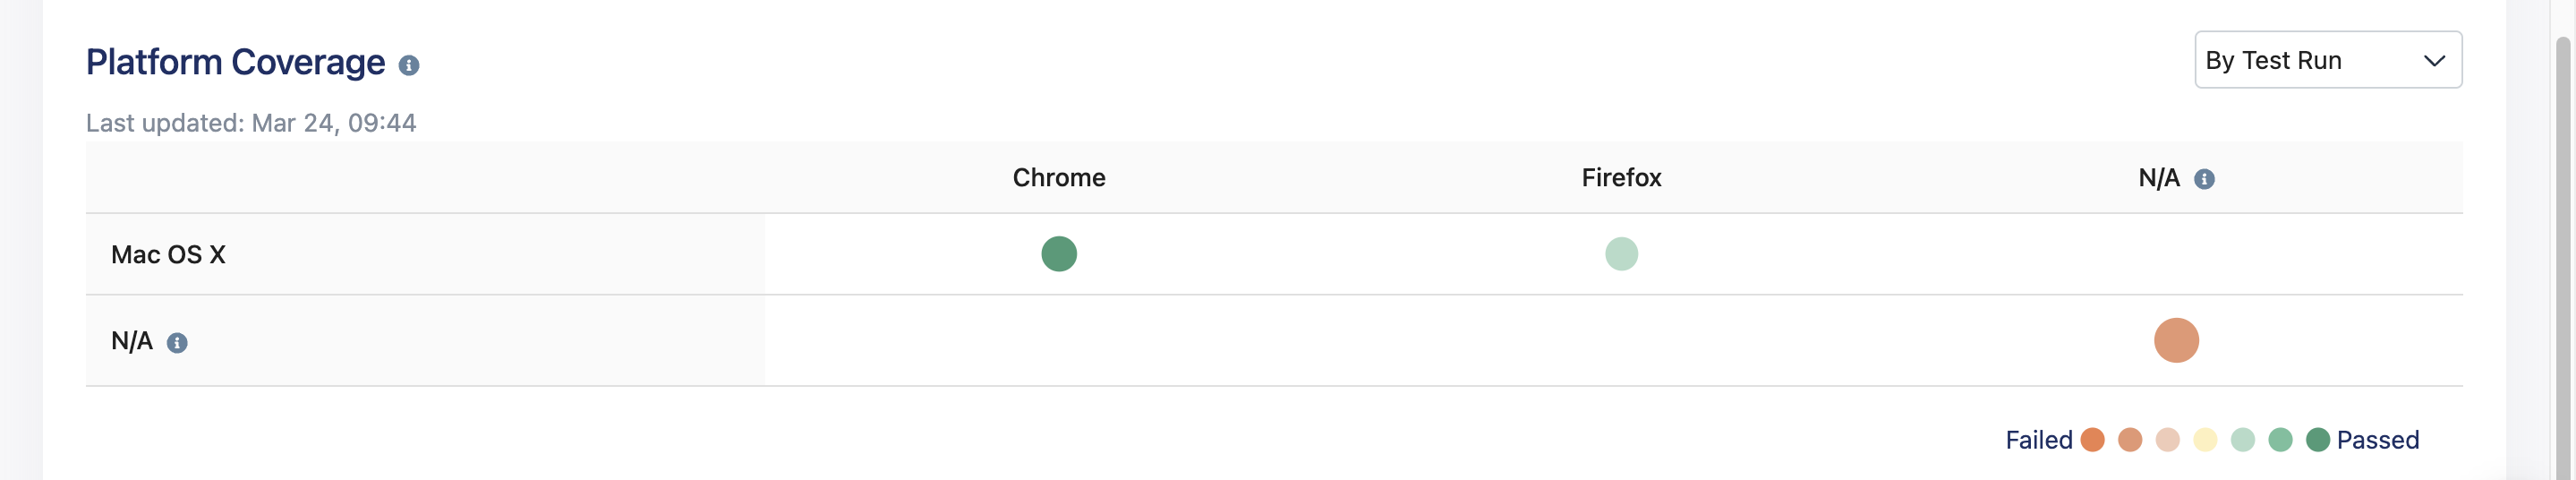 Platform Coverage
By Test Run
Last updated: Mar 24, 09:44
Chrome Firefox N/A
Mac OS X
N/A
Failed Passed